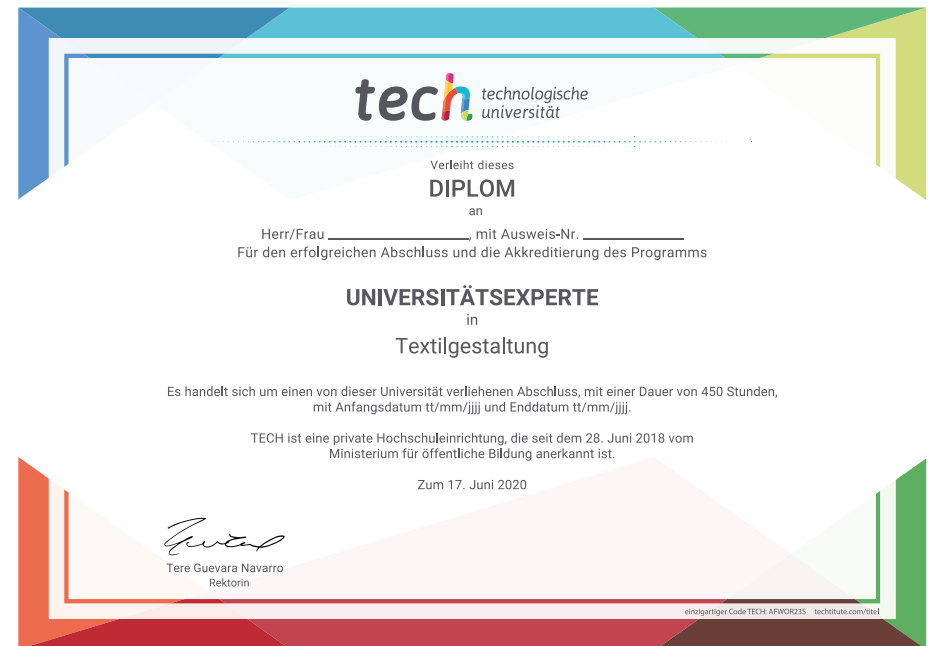 tech technologische
universität
Verleiht dieses
DIPLOM
an
Herr/Frau ____________________, mit Ausweis-Nr. ______________
Für den erfolgreichen Abschluss und die Akkreditierung des Programms
UNIVERSITÄTSEXPERTE
in
Textilgestaltung
Es handelt sich um einen von dieser Universität verliehenen Abschluss, mit einer Dauer von 450 Stunden,
mit Anfangsdatum tt/mm/jjjj und Enddatum tt/mm/jjjj.
TECH ist eine private Hochschuleinrichtung, die seit dem 28. Juni 2018 vom
Ministerium für öffentliche Bildung anerkannt ist.
Zum 17. Juni 2020
Tere Guevara Navarro
Rektorin
einzigartiger Code TECH: AFWOR23S techtitute.com/titel